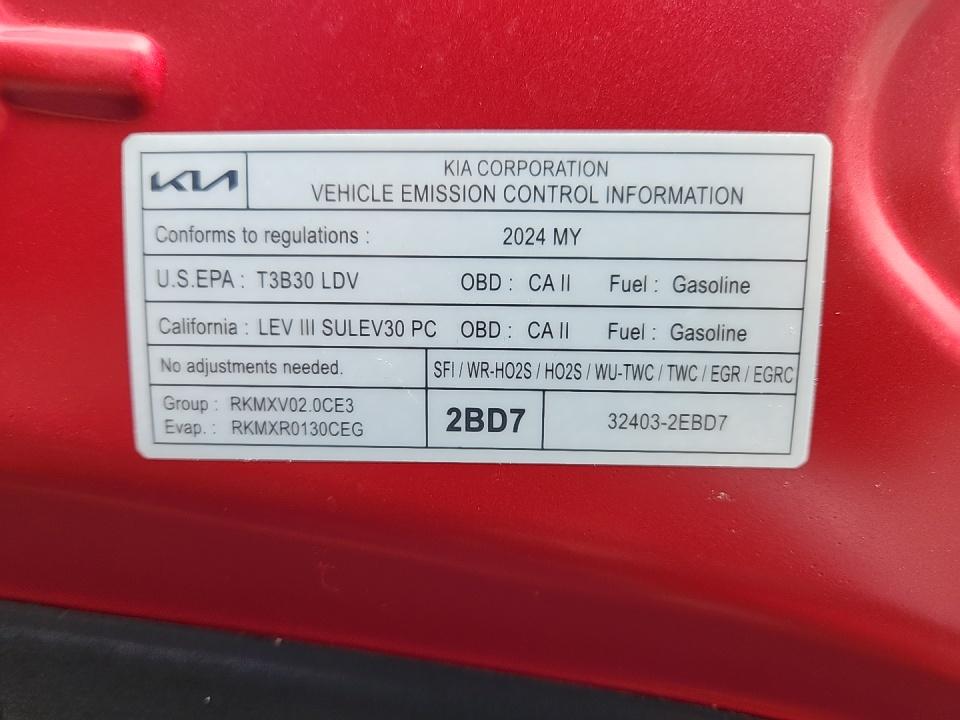 KIA
KIA CORPORATION
VEHICLE EMISSION CONTROL INFORMATION
Conforms to regulations : 2024 MY
U.S.EPA : T3B30 LDV OBD : CA II Fuel : Gasoline
California : LEV III SULEV30 PC OBD : CA II Fuel : Gasoline
No adjustments needed. SFI / WR-HO2S / HO2S / WU-TWC / TWC / EGR / EGRC
Group : RKMXV02.0CE3
Evap. : RKMXR0130CEG
2BD7
32403-2EBD7